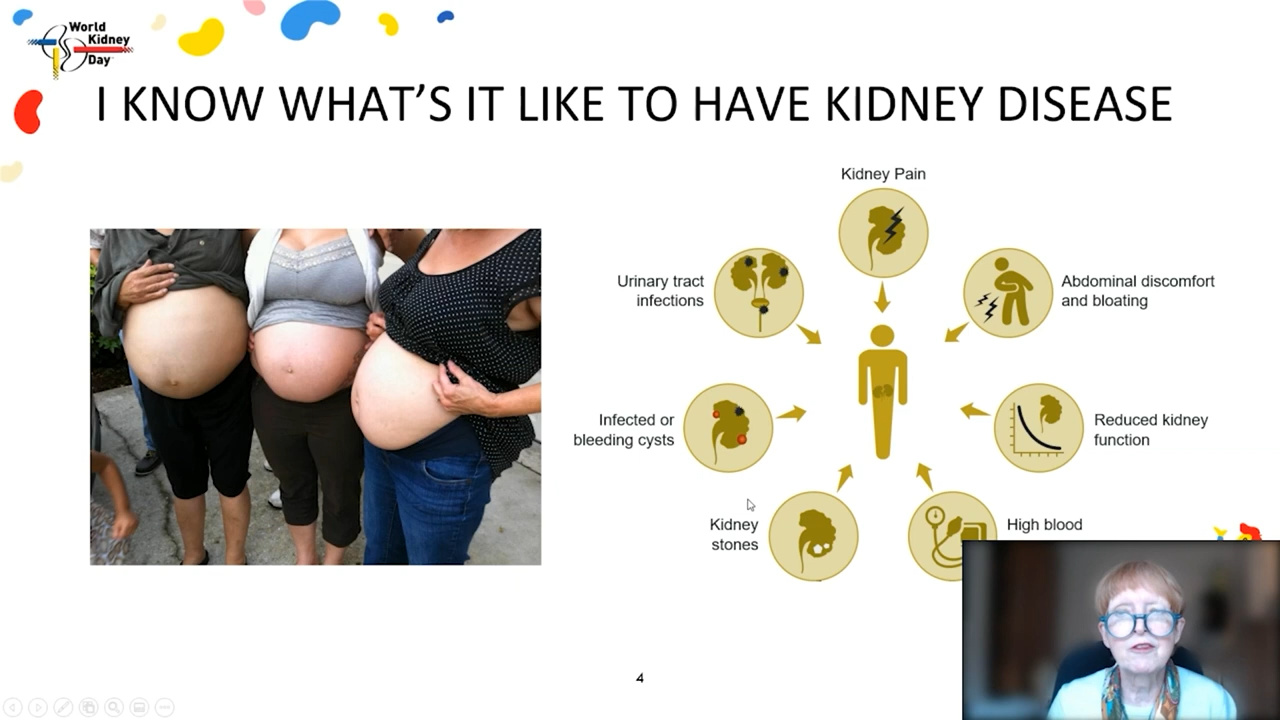 World
Kidney
Day
I KNOW WHAT'S IT LIKE TO HAVE KIDNEY DISEASE
Kidney Pain
Urinary tract
infections
Abdominal discomfort
and bloating
Infected or
bleeding cysts
Reduced kidney
function
Kidney
stones
High blood
4